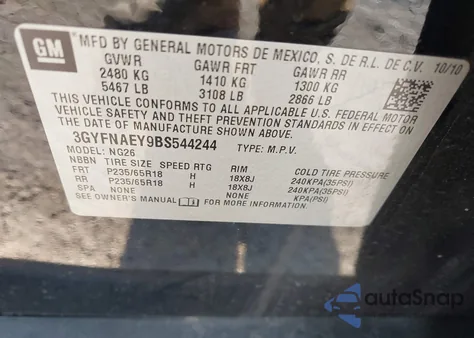 GM MFD BY GENERAL MOTORS DE MEXICO, S. DE R.L. DE C.V. 10/10
GVWR GAWR FRT GAWR RR
2480 KG 1410 KG 1300 KG
5467 LB 3108 LB 2866 LB
THIS VEHICLE CONFORMS TO ALL APPLICABLE U.S. FEDERAL MOTOR
VEHICLE SAFETY, BUMPER, AND THEFT PREVENTION STANDARDS
IN EFFECT ON THE DATE OF MANUFACTURE SHOWN ABOVE.
3GYFNAEY9BS544244 TYPE: M.P.V.
MODEL: NG26
NBBN TIRE SIZE SPEED RTG RIM COLD TIRE PRESSURE
FRT P235/65R18 H 18X8J 240KPA(35PSI)
RR P235/65R18 H 18X8J 240KPA(35PSI)
SPA NONE NONE KPA(PSI)
SEE OWNER'S MANUAL FOR MORE INFORMATION.
autoSnap